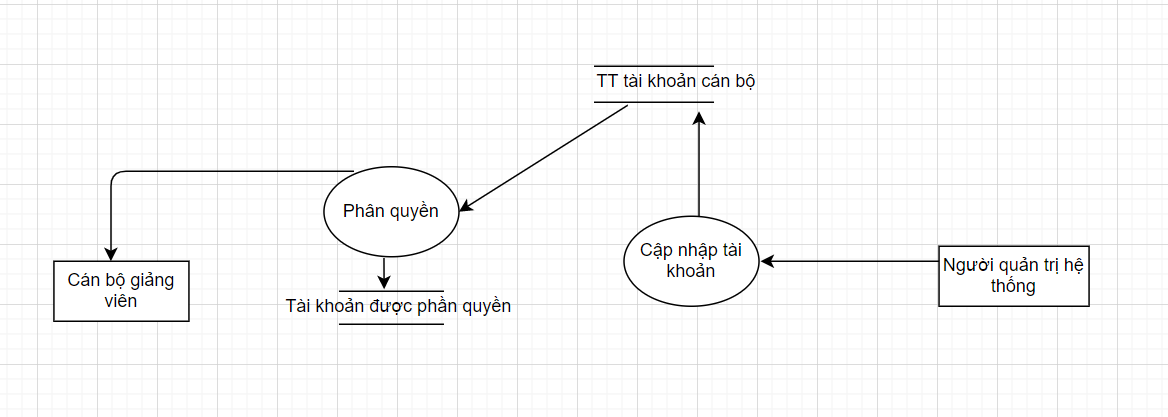 TT tài khoản cán bộ
Phân quyền
Cập nhập tài
khoản
Người quản trị hệ
thống
Cán bộ giảng
viên
Tài khoản được phần quyền